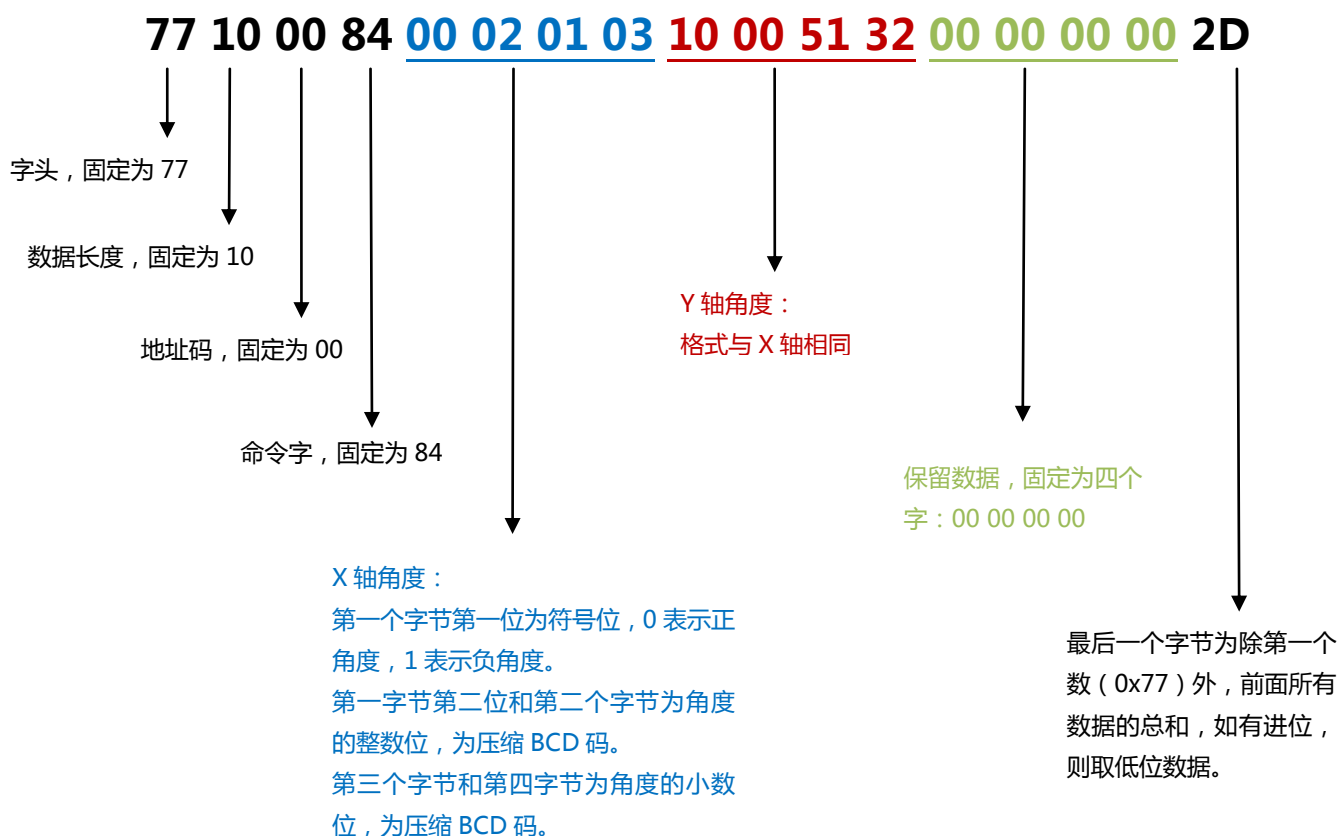 77 10 00 84 00 02 01 03 10 00 51 32 00 00 00 00 2D
字头，固定为 77
数据长度，固定为 10
地址码，固定为 00
命令字，固定为 84
X 轴角度：
第一个字节第一位为符号位，0 表示正
角度，1 表示负角度。
第一字节第二位和第二个字节为角度
的整数位，为压缩 BCD 码。
第三个字节和第四字节为角度的小数
位，为压缩 BCD 码。
Y 轴角度：
格式与 X 轴相同
保留数据，固定为四个
字：00 00 00 00
最后一个字节为除第一个
数（0x77）外，前面所有
数据的总和，如有进位，
则取低位数据。